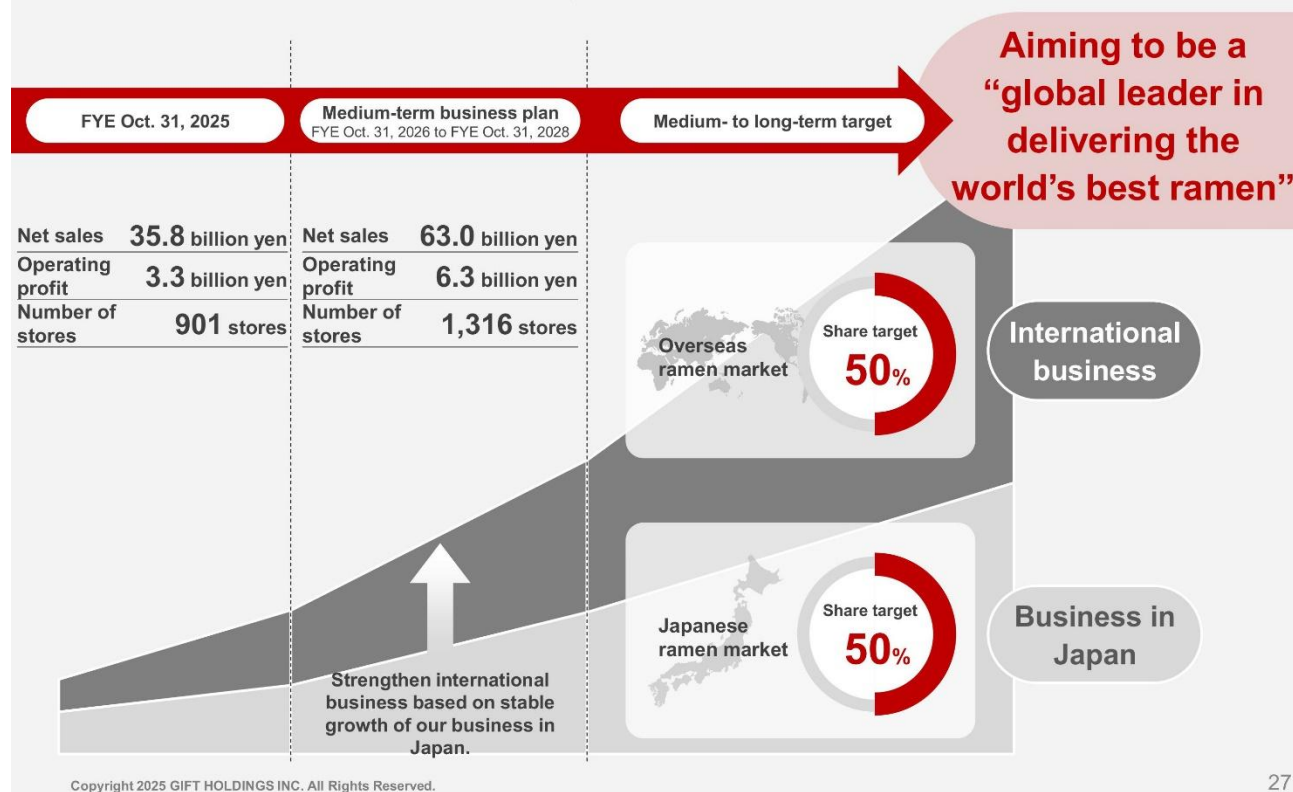 Aiming to be a
“global leader in
delivering the
world’s best ramen”
FYE Oct. 31, 2025
Medium-term business plan
FYE Oct. 31, 2026 to FYE Oct. 31, 2028
Medium- to long-term target
Net sales 35.8 billion yen
Operating
profit 3.3 billion yen
Number of
stores 901 stores
Net sales 63.0 billion yen
Operating
profit 6.3 billion yen
Number of
stores 1,316 stores
Overseas
ramen market
Share target
50%
International
business
Japanese
ramen market
Share target
50%
Business in
Japan
Strengthen international
business based on stable
growth of our business in
Japan.
Copyright 2025 GIFT HOLDINGS INC. All Rights Reserved.
27